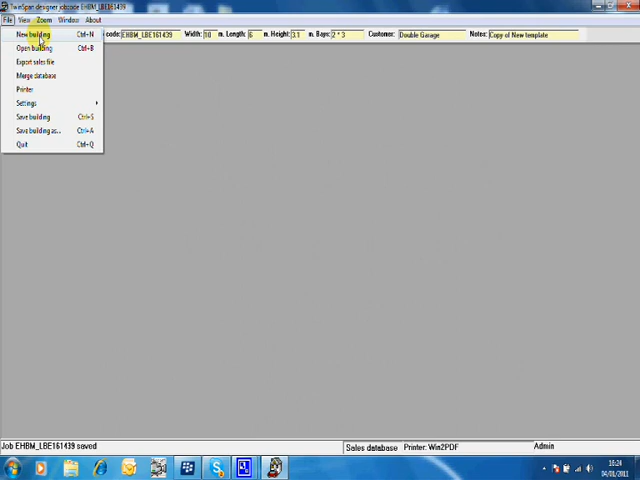 TwinSpan designer jobcode EHBM_LBE161439
File View Zoom Window About
code: EHBM_LBE161439 Width: 10 m. Length: 6 m. Height: 3.1 m. Bays: 2 * 3 Customer: Double Garage Notes: Copy of New template
New building Ctrl+N
Open building Ctrl+B
Export sales file
Merge database
Printer
Settings
Save building Ctrl+S
Save building as... Ctrl+A
Quit Ctrl+Q
Job EHBM_LBE161439 saved Sales database Printer: Win2PDF Admin
16:24
04/01/2011